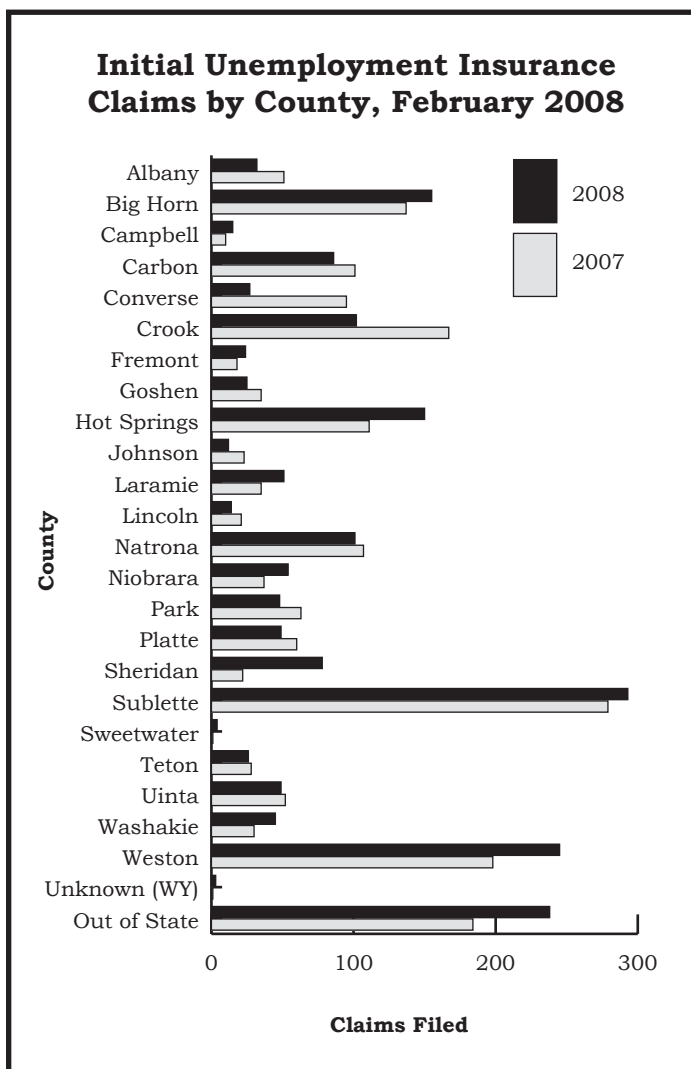 Initial Unemployment Insurance
Claims by County, February 2008
2008
2007
County
Albany
Big Horn
Campbell
Carbon
Converse
Crook
Fremont
Goshen
Hot Springs
Johnson
Laramie
Lincoln
Natrona
Niobrara
Park
Platte
Sheridan
Sublette
Sweetwater
Teton
Uinta
Washakie
Weston
Unknown (WY)
Out of State
0 100 200 300
Claims Filed